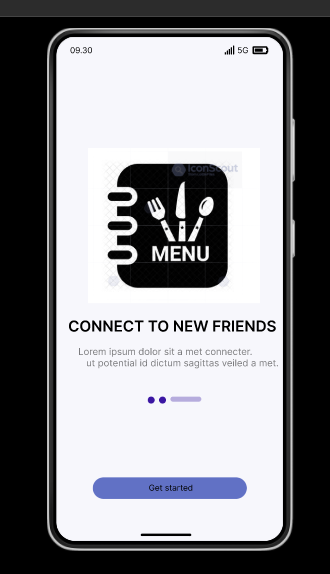 09.30
5G
IconScout
MENU
CONNECT TO NEW FRIENDS
Lorem ipsum dolor sit a met connecter.
ut potential id dictum sagittas veiled a met.
Get started